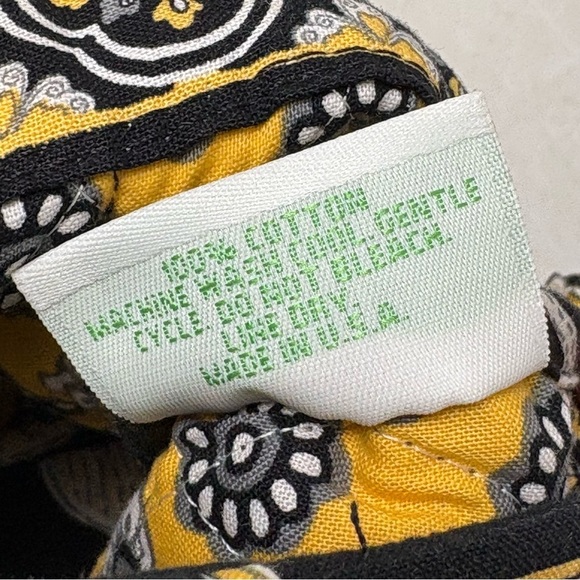 100% COTTON
MACHINE WASH COOL-GENTLE
CYCLE. DO NOT BLEACH.
LINE DRY.
MADE IN U.S.A.